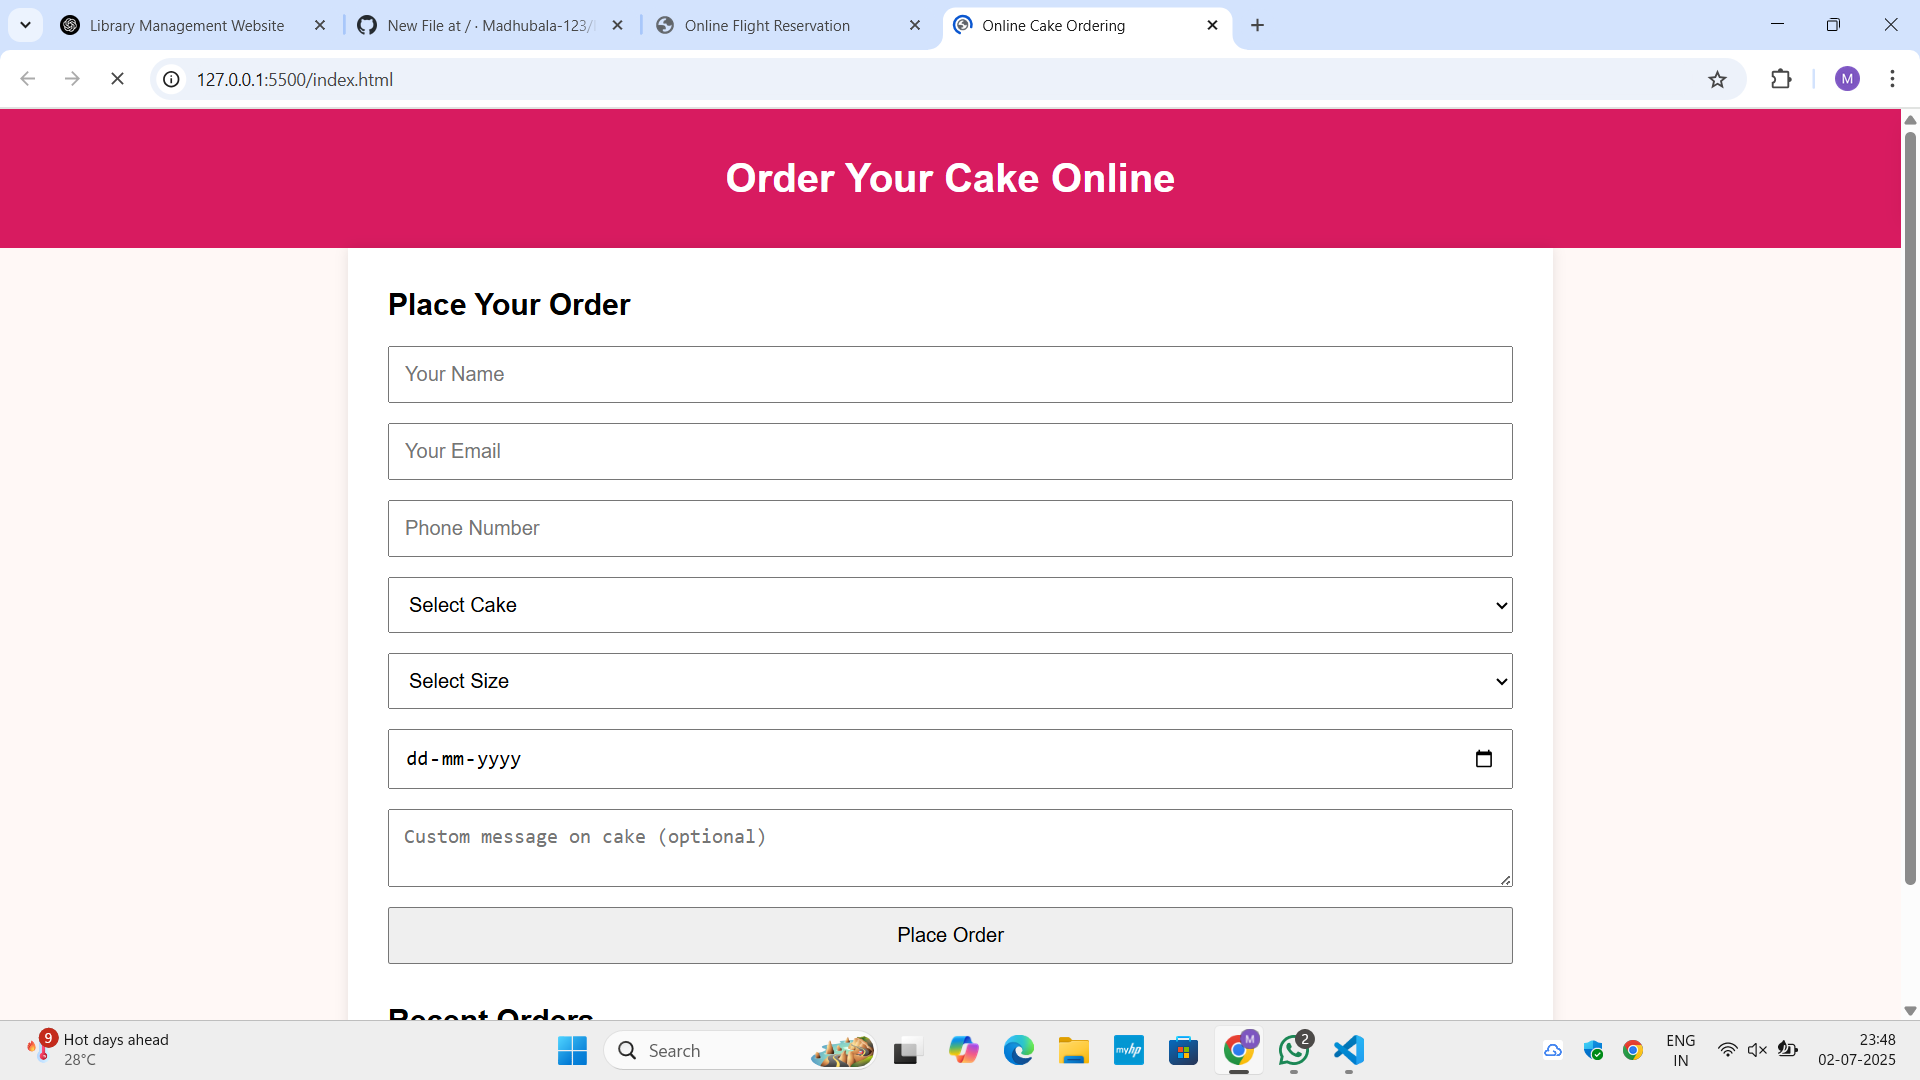 Library Management Website
New File at / · Madhubala-123/
Online Flight Reservation
Online Cake Ordering
127.0.0.1:5500/index.html
M
Order Your Cake Online
Place Your Order
Your Name
Your Email
Phone Number
Select Cake
Select Size
dd-mm-yyyy
Custom message on cake (optional)
Place Order
Recent Orders
9
Hot days ahead
28°C
Search
myhp
M
2
ENG
IN
23:48
02-07-2025